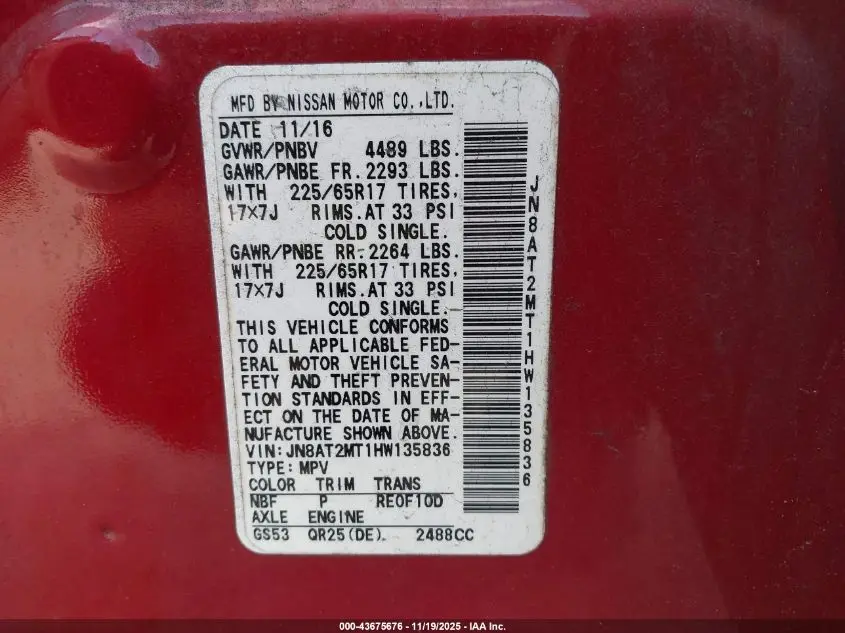 MFD BY NISSAN MOTOR CO.,LTD.
DATE 11/16
GVWR/PNBV 4489 LBS.
GAWR/PNBE FR.2293 LBS.
WITH 225/65R17 TIRES,
17×7J RIMS.AT 33 PSI
COLD SINGLE.
GAWR/PNBE RR.2264 LBS.
WITH 225/65R17 TIRES,
17×7J RIMS.AT 33 PSI
COLD SINGLE.
THIS VEHICLE CONFORMS
TO ALL APPLICABLE FED-
ERAL MOTOR VEHICLE SA-
FETY AND THEFT PREVEN-
TION STANDARDS IN EFF-
ECT ON THE DATE OF MA-
NUFACTURE SHOWN ABOVE.
VIN:JN8AT2MT1HW135836
TYPE:MPV
COLOR TRIM TRANS
NBF P RE0F10D
AXLE ENGINE
GS53 QR25(DE). 2488CC
JN8AT2MT1HW135836
000-43675676 - 11/19/2025 - IAA Inc.